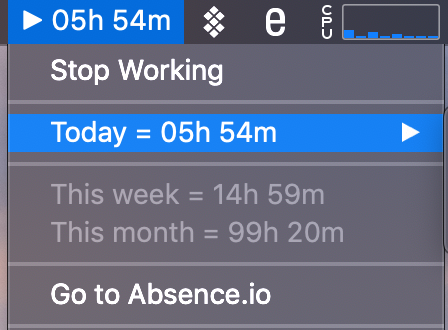 05h 54m e CPU
Stop Working
Today = 05h 54m
This week = 14h 59m
This month = 99h 20m
Go to Absence.io